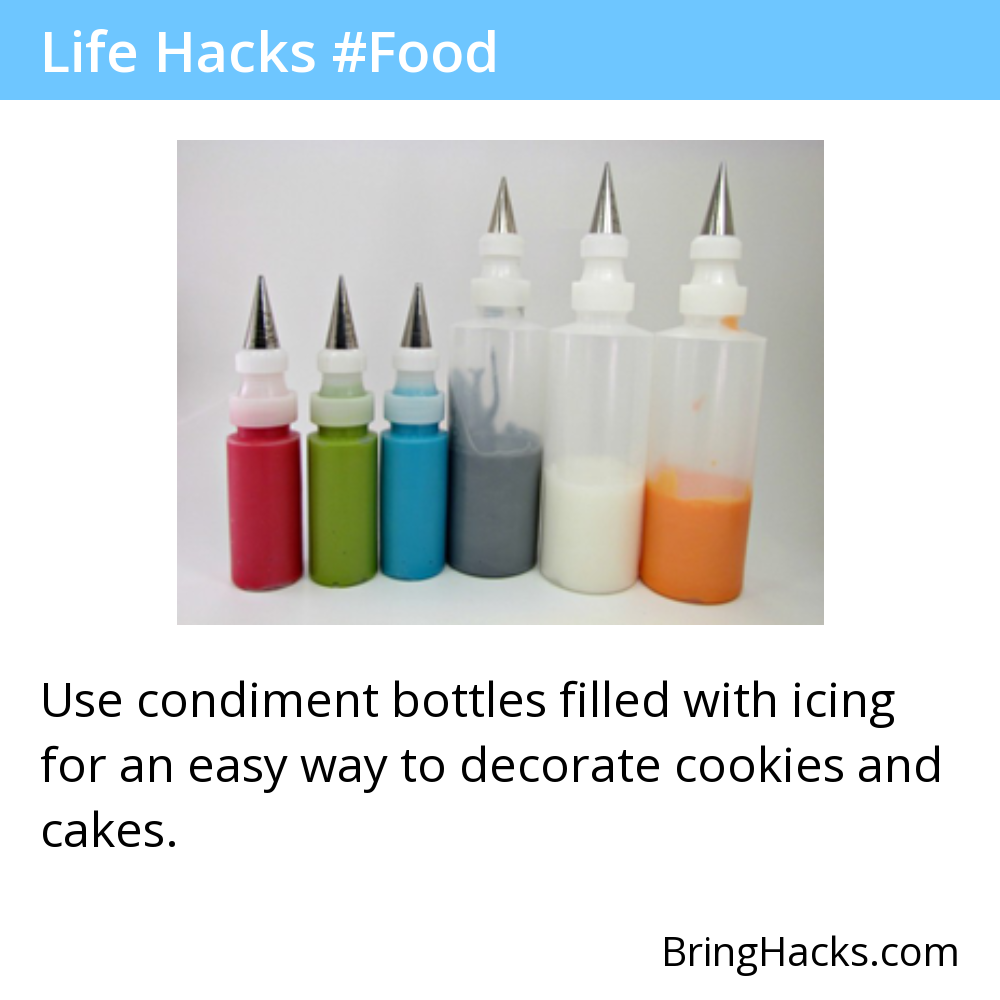 Life Hacks #Food
Use condiment bottles filled with icing
for an easy way to decorate cookies and
cakes.
BringHacks.com